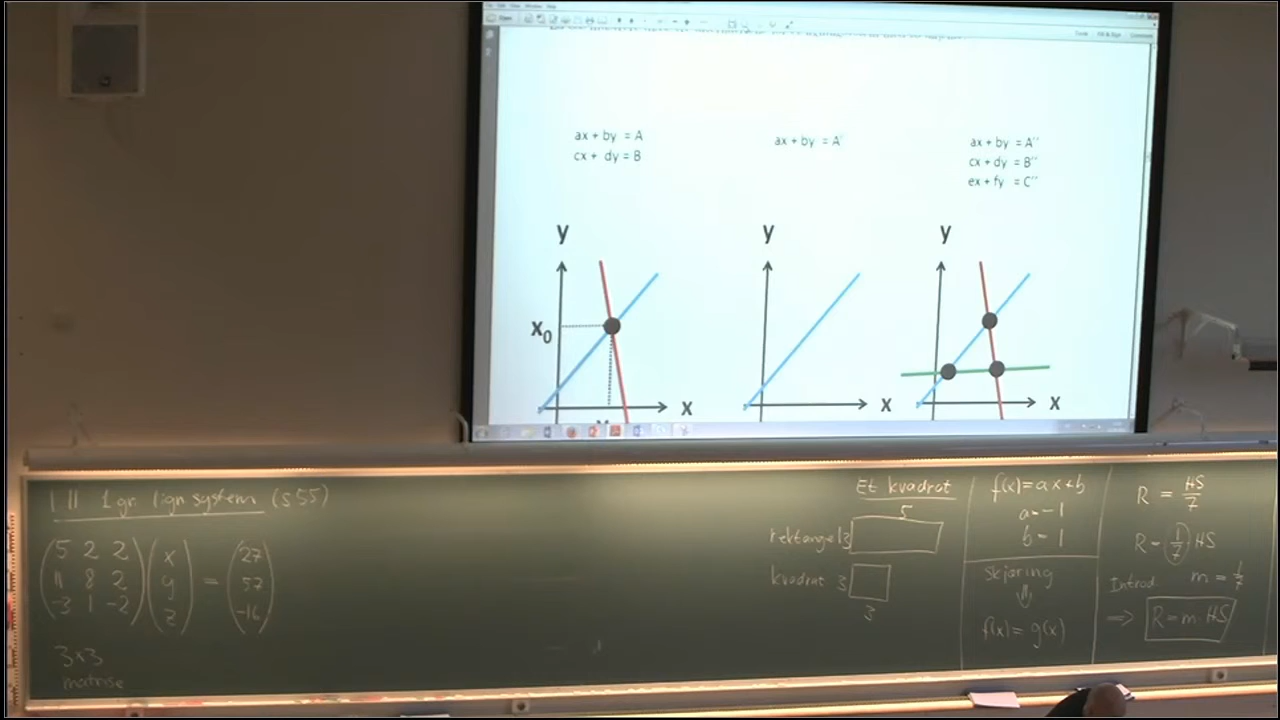 ax + by = A
cx + dy = B
ax + by = A'
ax + by = A''
cx + dy = B''
ex + fy = C''
y
x₀
x
y
x
y
x
1.11 lgn lign system (s 55)
5 2 2 x 27
11 8 2 y = 57
-3 1 -2 z -16
3x3
matrise
Et kvadrat
5
rektangel 3
kvadrat 3
3
f(x)=ax+b
a=-1
b=1
skjæring
⇓
f(x)=g(x)
R = HS/7
R = 1/7 HS
Introd. m = 1/7
⇒ R=m·HS